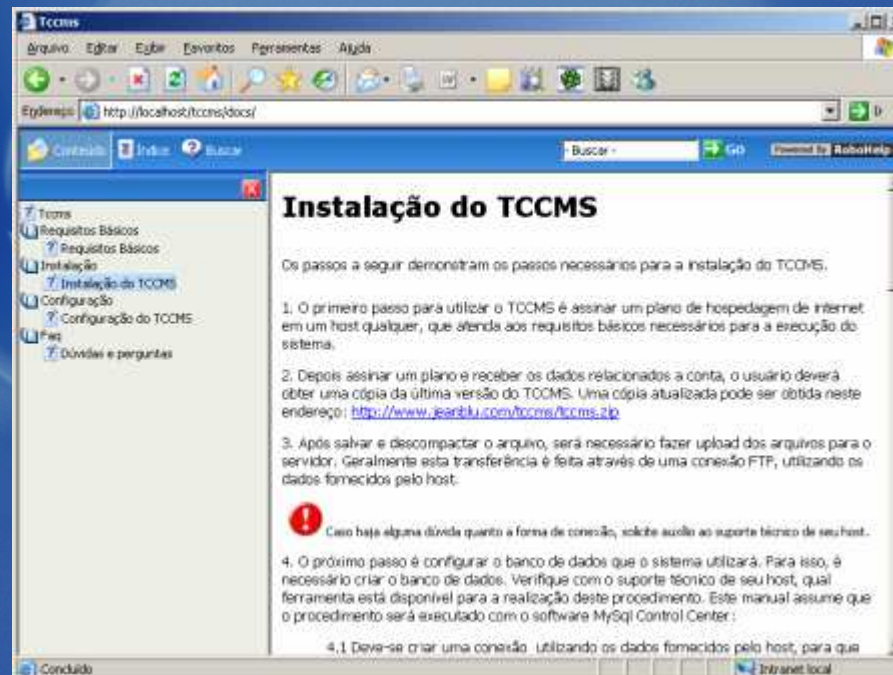 Tccms
Arquivo Editar Exibir Favoritos Ferramentas Ajuda
Endereço http://localhost/tccms/docs/
Conteúdo Índice Buscar - Buscar - GO Powered By RoboHelp
Tccms
Requisitos Básicos
Requisitos Básicos
Instalação
Instalação do TCCMS
Configuração
Configuração do TCCMS
Faq
Dúvidas e perguntas
Instalação do TCCMS
Os passos a seguir demonstram os passos necessários para a instalação do TCCMS.
1. O primeiro passo para utilizar o TCCMS é assinar um plano de hospedagem de internet
em um host qualquer, que atenda aos requisitos básicos necessários para a execução do
sistema.
2. Depois assinar um plano e receber os dados relacionados a conta, o usuário deverá
obter uma cópia da última versão do TCCMS. Uma cópia atualizada pode ser obtida neste
endereço: http://www.jeanblu.com/tccms/tccms.zip
3. Após salvar e descompactar o arquivo, será necessário fazer upload dos arquivos para o
servidor. Geralmente esta transferência é feita através de uma conexão FTP, utilizando os
dados fornecidos pelo host.
Caso haja alguma dúvida quanto a forma de conexão, solicite auxílio ao suporte técnico de seu host.
4. O próximo passo é configurar o banco de dados que o sistema utilizará. Para isso, é
necessário criar o banco de dados. Verifique com o suporte técnico de seu host, qual
ferramenta está disponível para a realização deste procedimento. Este manual assume que
o procedimento será executado com o software MySql Control Center:
4.1 Deve-se criar uma conexão utilizando os dados fornecidos pelo host, para que
Concluído Intranet local